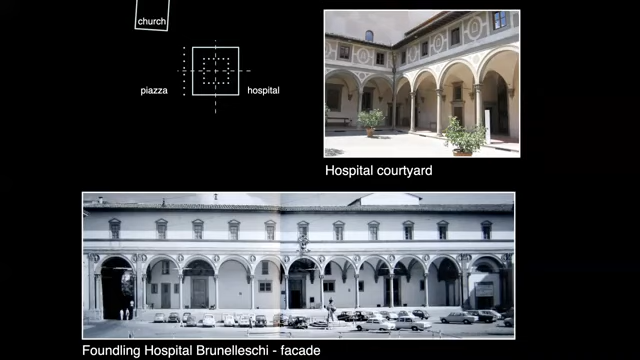 church
piazza
hospital
Hospital courtyard
Foundling Hospital Brunelleschi - facade